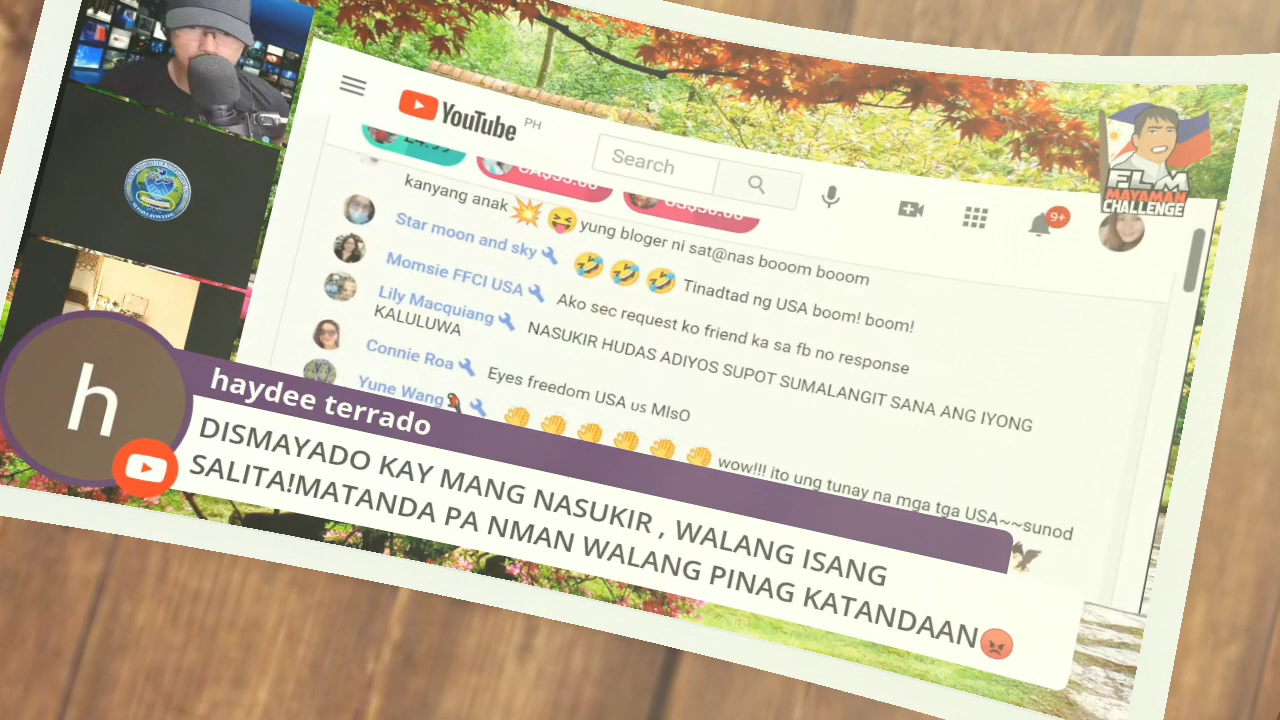 YouTube PH
Search
9+
FLM
MAYAMAN
CHALLENGE
WORLDWIDE
kanyang anak 💥😝 yung bloger ni sat@nas booom booom
Star moon and sky 🔧 🤣🤣🤣 Tinadtad ng USA boom! boom!
Momsie FFCI USA 🔧 Ako sec request ko friend ka sa fb no response
Lily Macquiang 🔧 NASUKIR HUDAS ADIYOS SUPOT SUMALANGIT SANA ANG IYONG
KALULUWA
Connie Roa 🔧 Eyes freedom USA us MIsO
Yune Wang 🔧 👋👋👋👋👋👋 wow!!! ito ung tunay na mga tga USA~~sunod
haydee terrado
h
DISMAYADO KAY MANG NASUKIR , WALANG ISANG
SALITA!MATANDA PA NMAN WALANG PINAG KATANDAAN😡